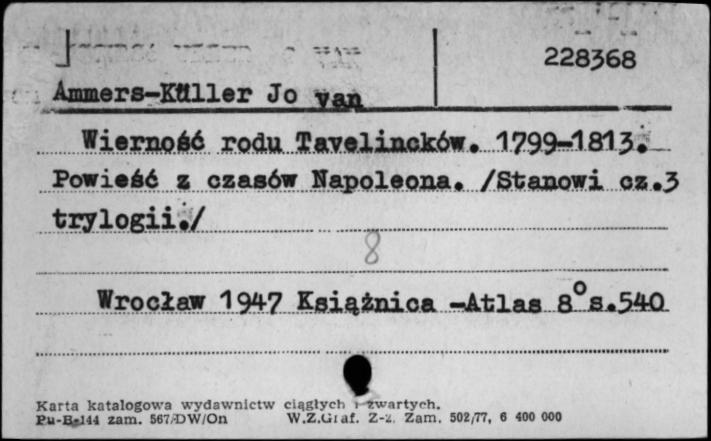 228368
Ammers-Küller Jo van
Wierność rodu Tavelincków. 1799-1813.
Powieść z czasów Napoleona. /Stanowi cz.3
trylogii./
8
Wrocław 1947 Książnica -Atlas 8° s.540
Karta katalogowa wydawnictw ciągłych i zwartych.
Pu-B-144 zam. 567/DW/On W.Z.Graf. Z-z. Zam. 502/77, 6 400 000